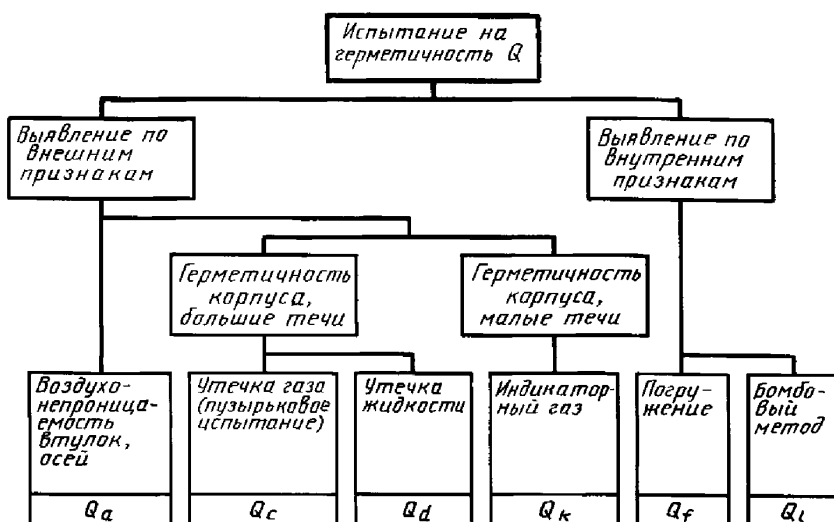 Испытание на
герметичность Q
Выявление по
внешним
признакам
Выявление по
внутренним
признакам
Герметичность
корпуса,
большие течи
Герметичность
корпуса,
малые течи
Воздухо-
непроница-
емость
втулок,
осей
Утечка газа
(пузырьковое
испытание)
Утечка
жидкости
Индикатор-
ный газ
Погру-
жение
Бомбо-
вый
метод
Qa
Qc
Qd
Qk
Qf
Ql